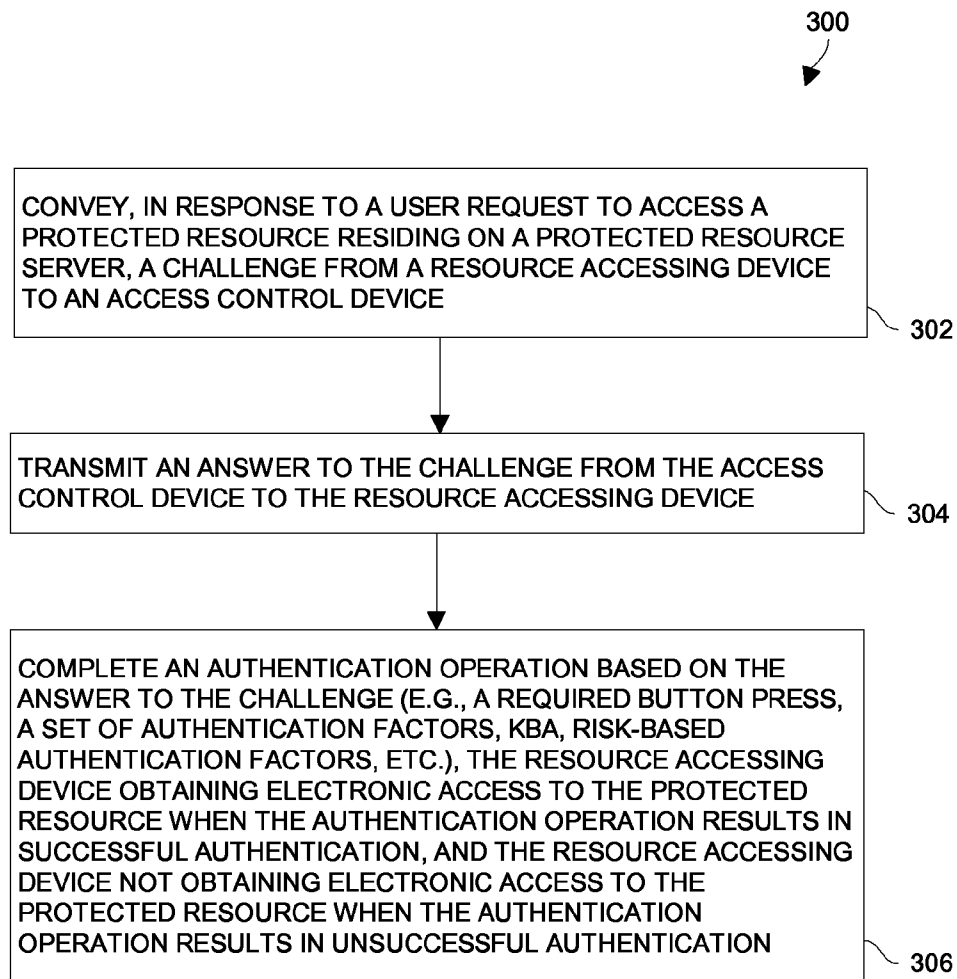 300
CONVEY, IN RESPONSE TO A USER REQUEST TO ACCESS A
PROTECTED RESOURCE RESIDING ON A PROTECTED RESOURCE
SERVER, A CHALLENGE FROM A RESOURCE ACCESSING DEVICE
TO AN ACCESS CONTROL DEVICE
302
TRANSMIT AN ANSWER TO THE CHALLENGE FROM THE ACCESS
CONTROL DEVICE TO THE RESOURCE ACCESSING DEVICE
304
COMPLETE AN AUTHENTICATION OPERATION BASED ON THE
ANSWER TO THE CHALLENGE (E.G., A REQUIRED BUTTON PRESS,
A SET OF AUTHENTICATION FACTORS, KBA, RISK-BASED
AUTHENTICATION FACTORS, ETC.), THE RESOURCE ACCESSING
DEVICE OBTAINING ELECTRONIC ACCESS TO THE PROTECTED
RESOURCE WHEN THE AUTHENTICATION OPERATION RESULTS IN
SUCCESSFUL AUTHENTICATION, AND THE RESOURCE ACCESSING
DEVICE NOT OBTAINING ELECTRONIC ACCESS TO THE
PROTECTED RESOURCE WHEN THE AUTHENTICATION
OPERATION RESULTS IN UNSUCCESSFUL AUTHENTICATION
306